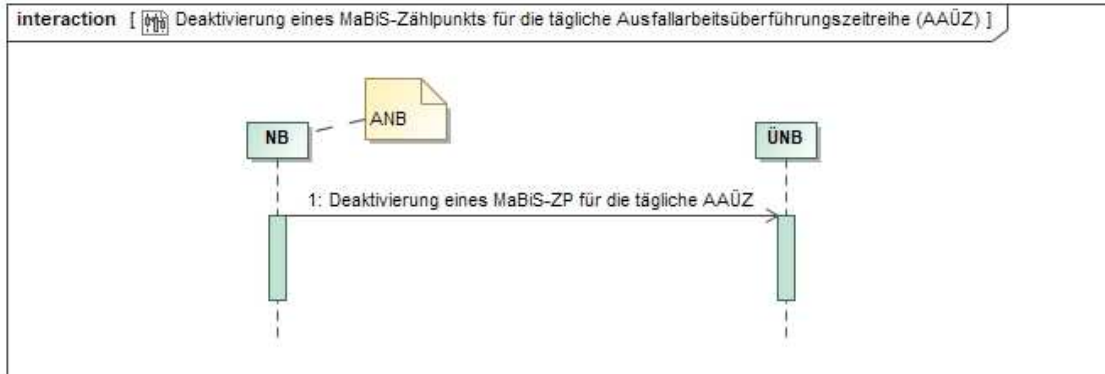 interaction [ Deaktivierung eines MaBiS-Zählpunkts für die tägliche Ausfallarbeitsüberführungszeitreihe (AAÜZ) ]
ANB
NB
ÜNB
1: Deaktivierung eines MaBiS-ZP für die tägliche AAÜZ